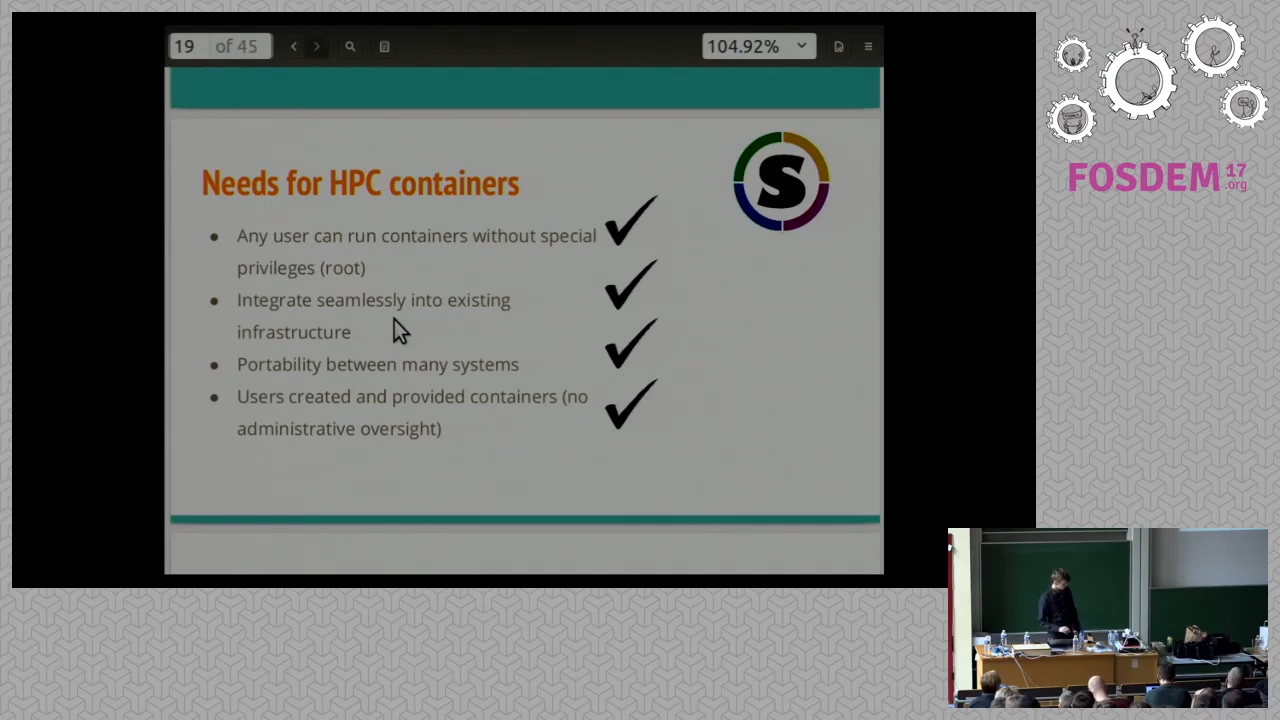 19 of 45
104.92%
Needs for HPC containers
S
● Any user can run containers without special
privileges (root)
● Integrate seamlessly into existing
infrastructure
● Portability between many systems
● Users created and provided containers (no
administrative oversight)
FOSDEM 17
.org